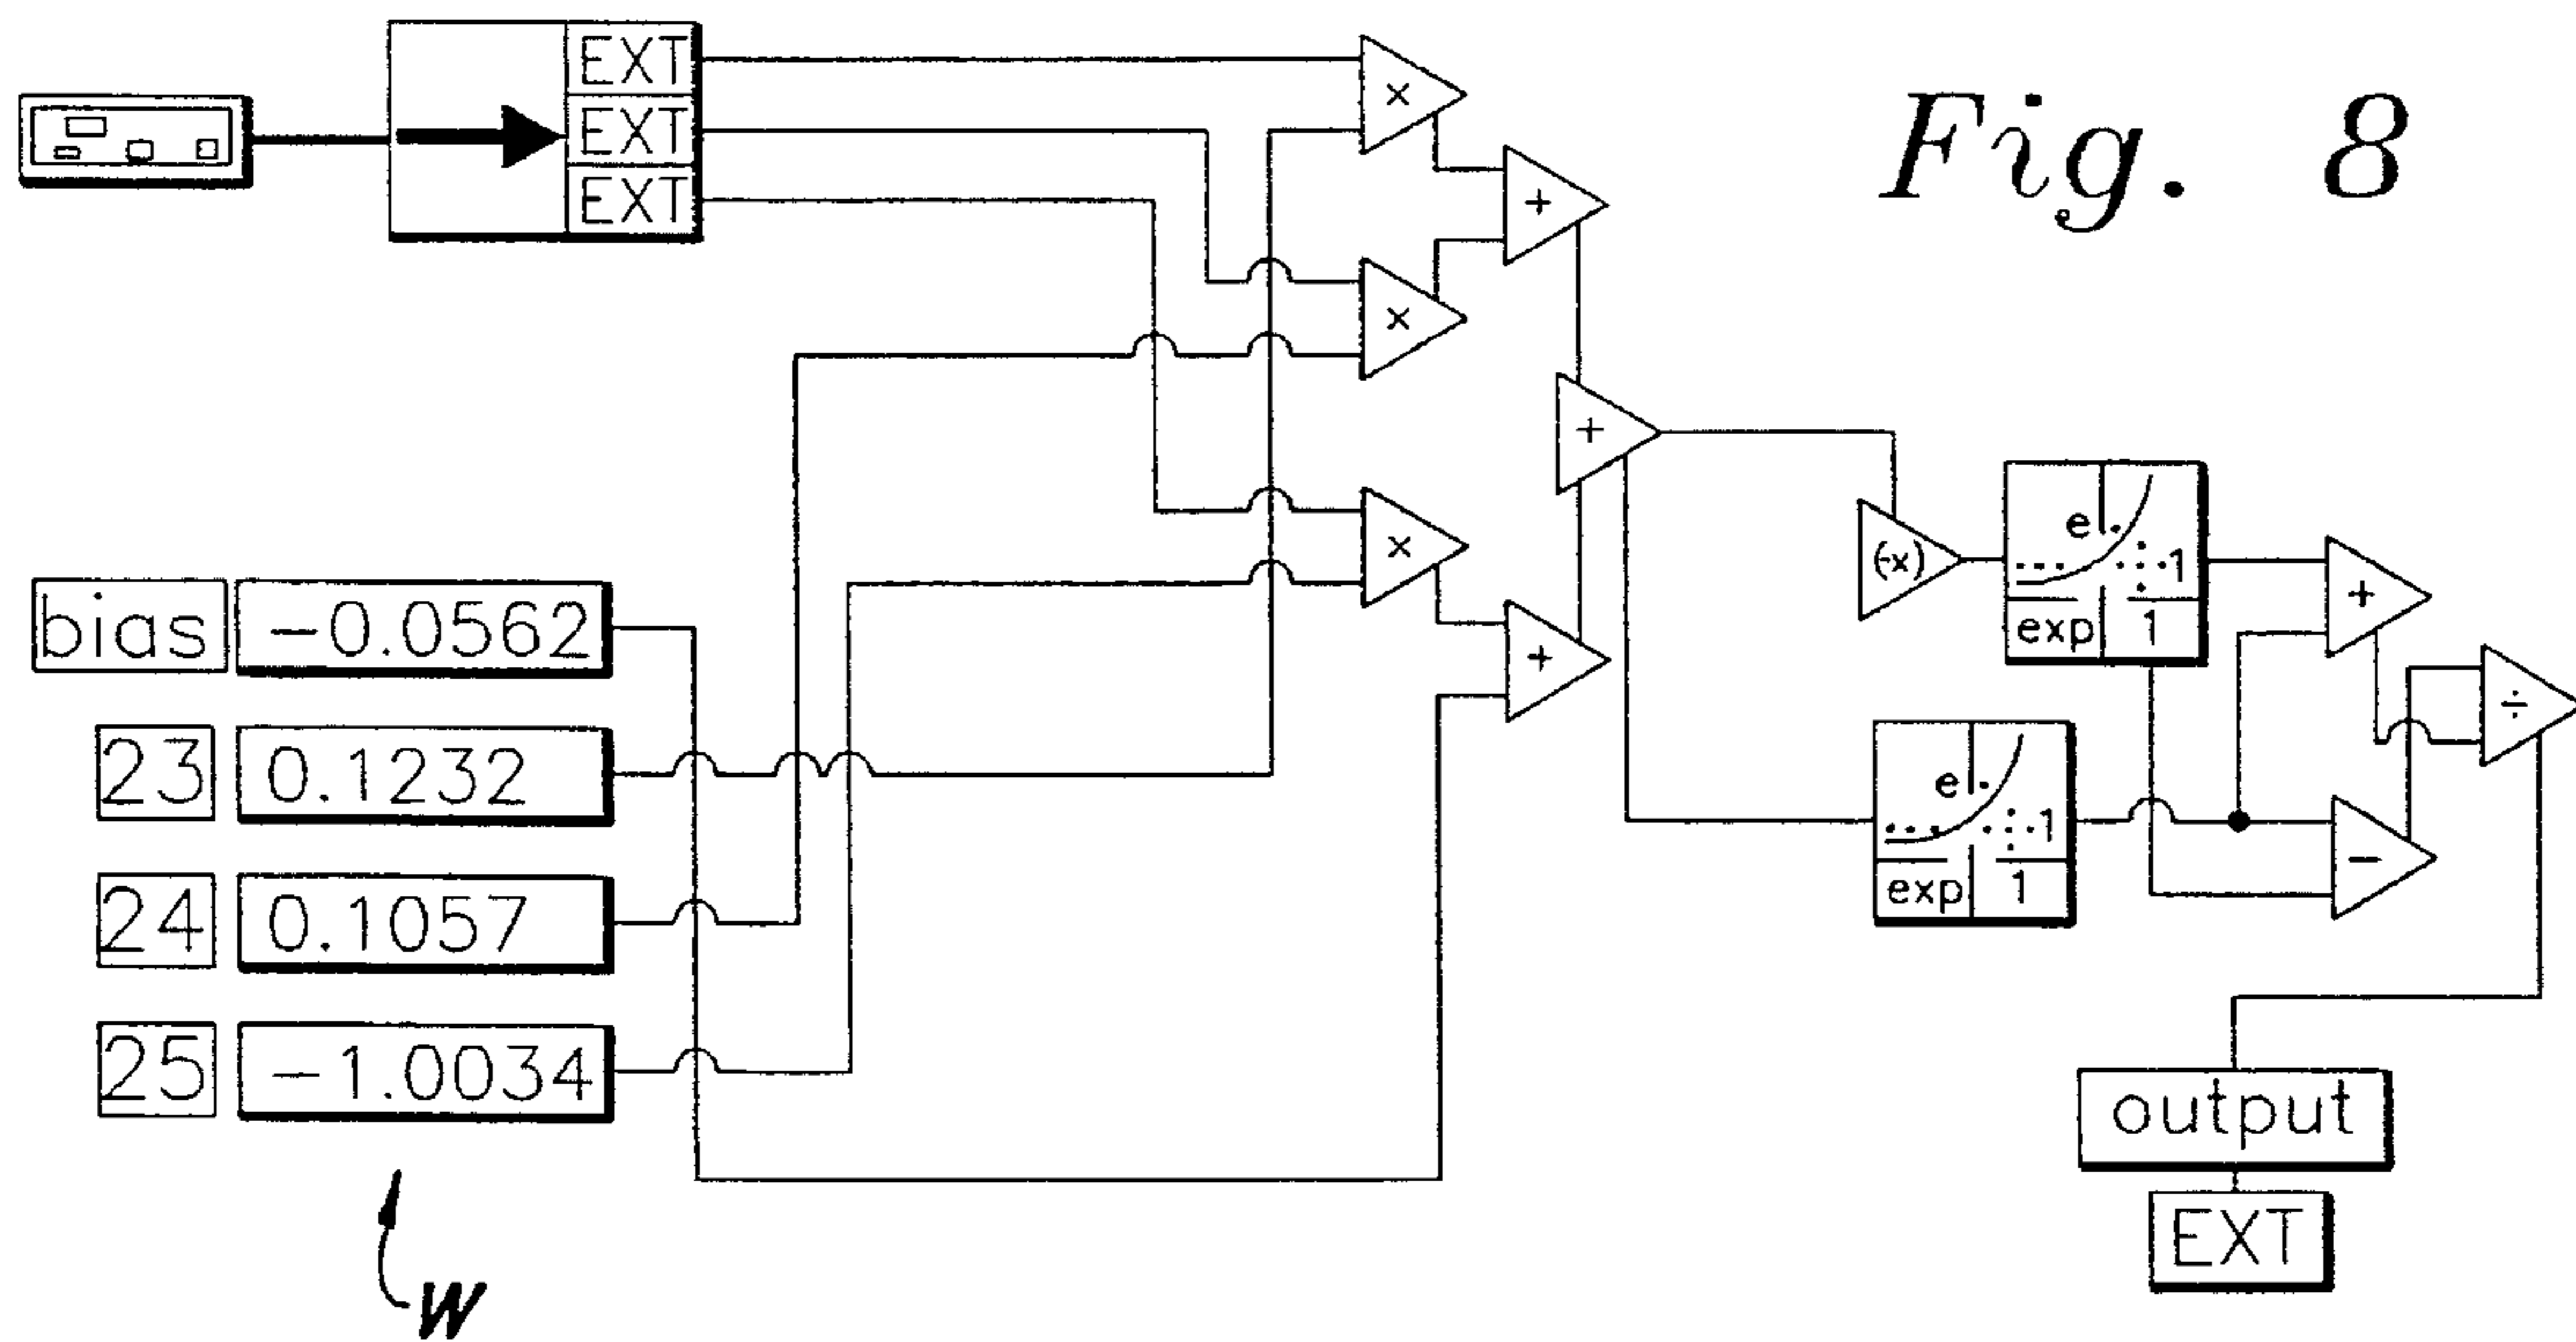 Fig. 8
EXT
EXT
EXT
×
+
×
+
×
+
bias -0.0562
23 0.1232
24 0.1057
25 -1.0034
W
(-x)
e 1
exp 1
+
÷
e 1
exp 1
−
output
EXT